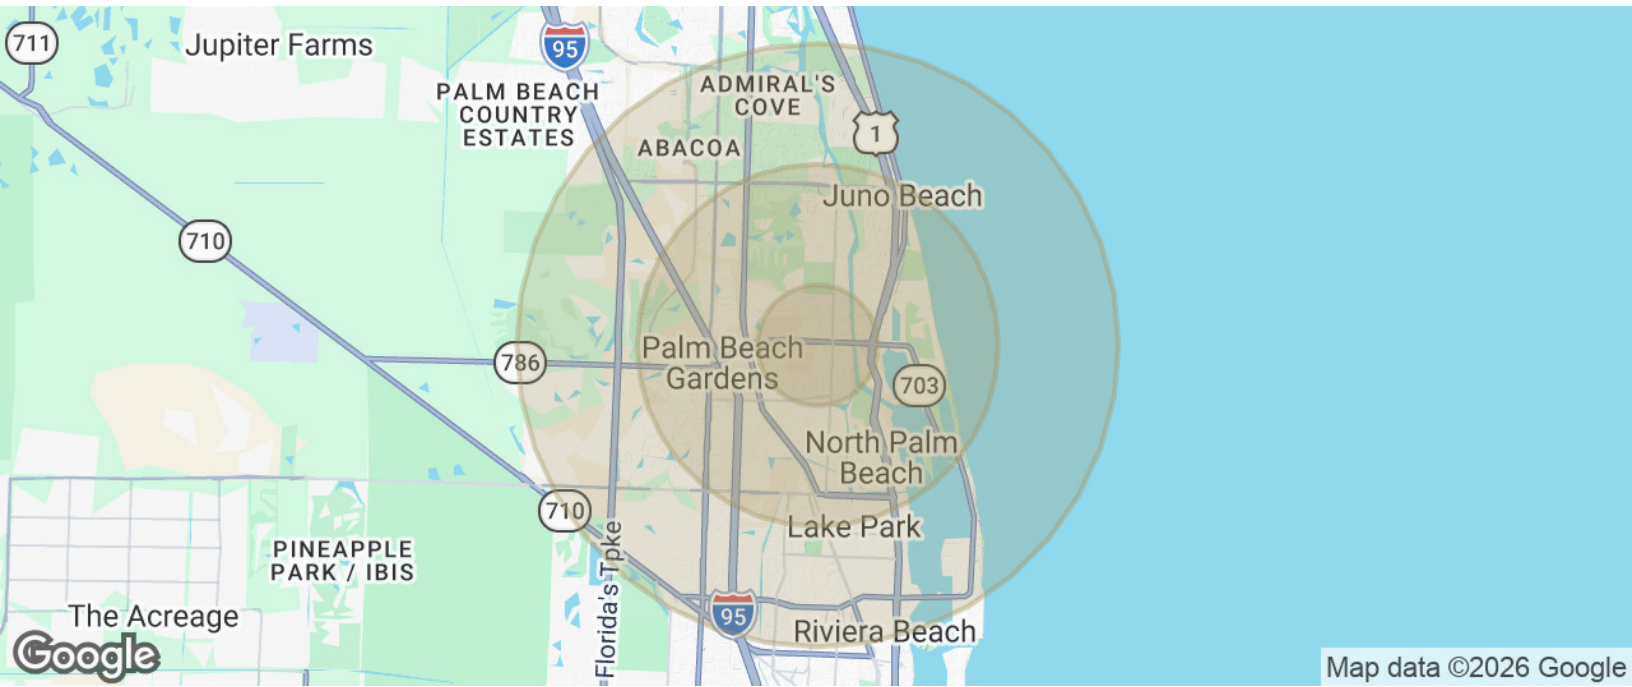 711
Jupiter Farms
95
PALM BEACH
COUNTRY
ESTATES
ADMIRAL'S
COVE
1
ABACOA
Juno Beach
710
Palm Beach
Gardens
786
703
North Palm
Beach
710
Lake Park
PINEAPPLE
PARK / IBIS
Florida's Tpke
The Acreage
95
Riviera Beach
Google
Map data ©2026 Google